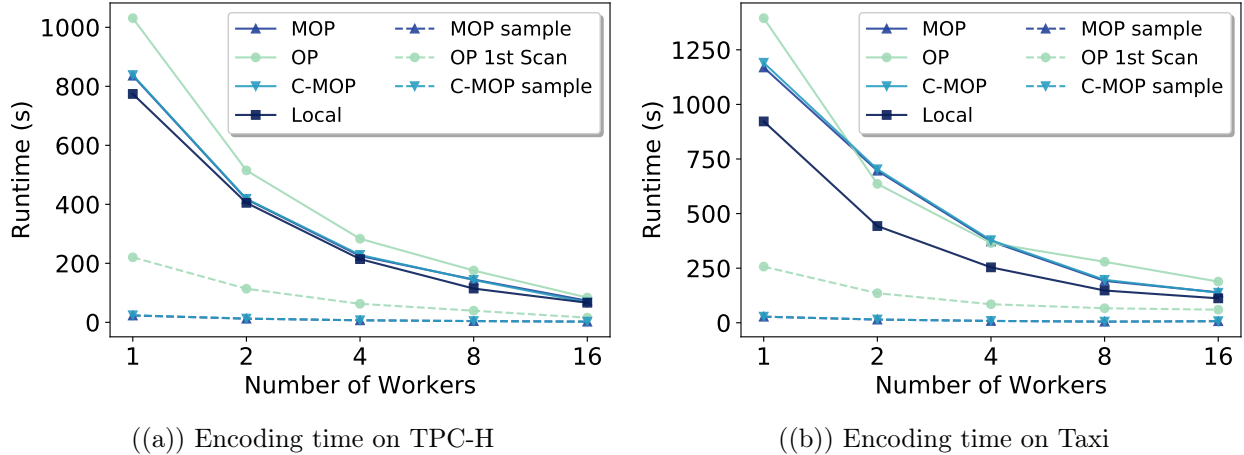 1000
800
600
400
200
0
Runtime (s)
MOP
OP
C-MOP
Local
MOP sample
OP 1st Scan
C-MOP sample
1 2 4 8 16
Number of Workers
((a)) Encoding time on TPC-H
1250
1000
750
500
250
0
Runtime (s)
MOP
OP
C-MOP
Local
MOP sample
OP 1st Scan
C-MOP sample
1 2 4 8 16
Number of Workers
((b)) Encoding time on Taxi